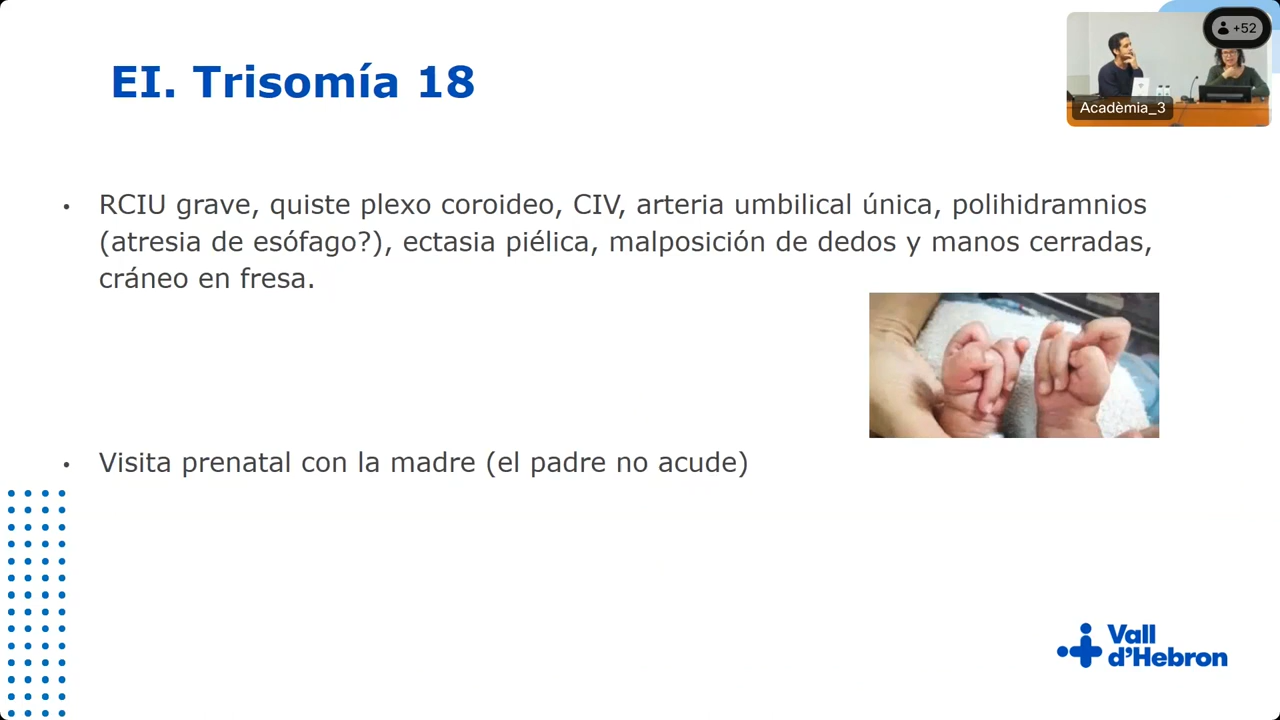 EI. Trisomía 18
+52
Acadèmia_3
• RCIU grave, quiste plexo coroideo, CIV, arteria umbilical única, polihidramnios
(atresia de esófago?), ectasia piélica, malposición de dedos y manos cerradas,
cráneo en fresa.
• Visita prenatal con la madre (el padre no acude)
Vall
d'Hebron